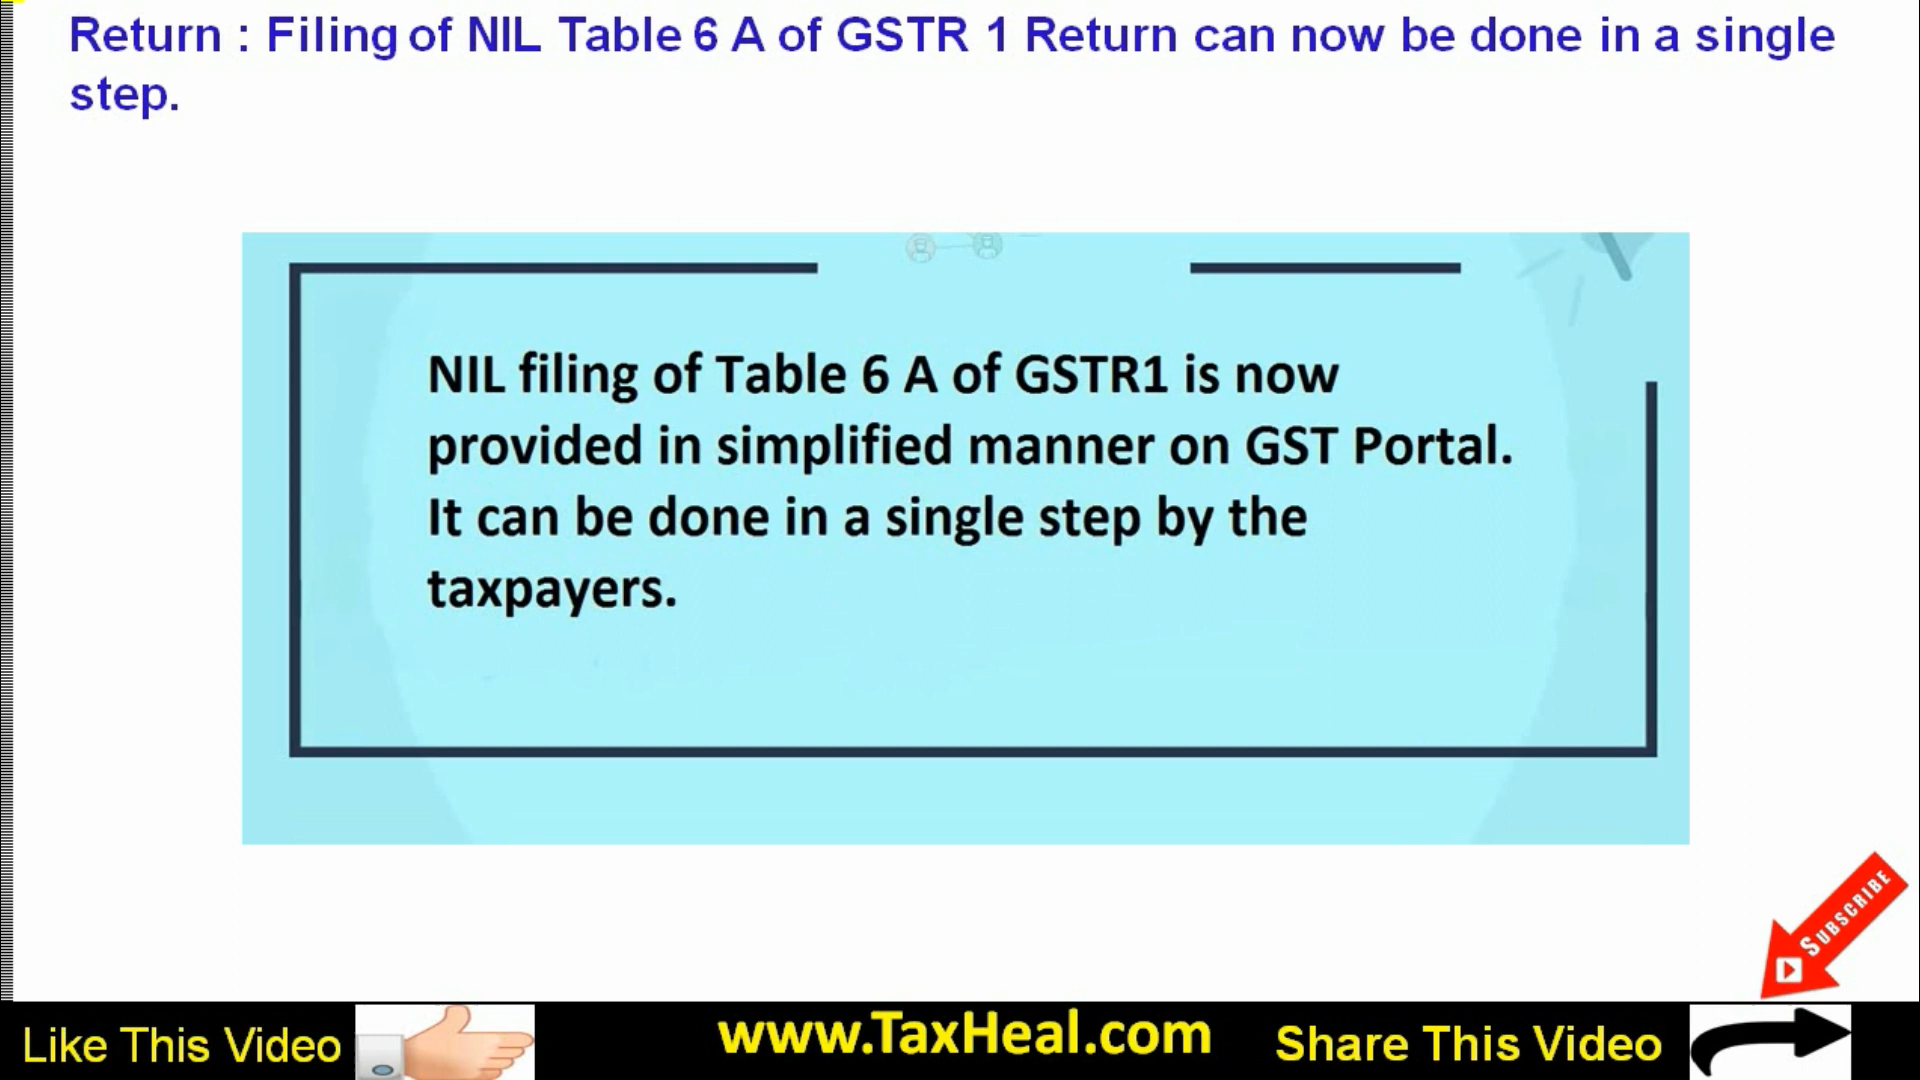 Return : Filing of NIL Table 6 A of GSTR 1 Return can now be done in a single
step.
NIL filing of Table 6 A of GSTR1 is now
provided in simplified manner on GST Portal.
It can be done in a single step by the
taxpayers.
SUBSCRIBE
Like This Video
www.TaxHeal.com
Share This Video